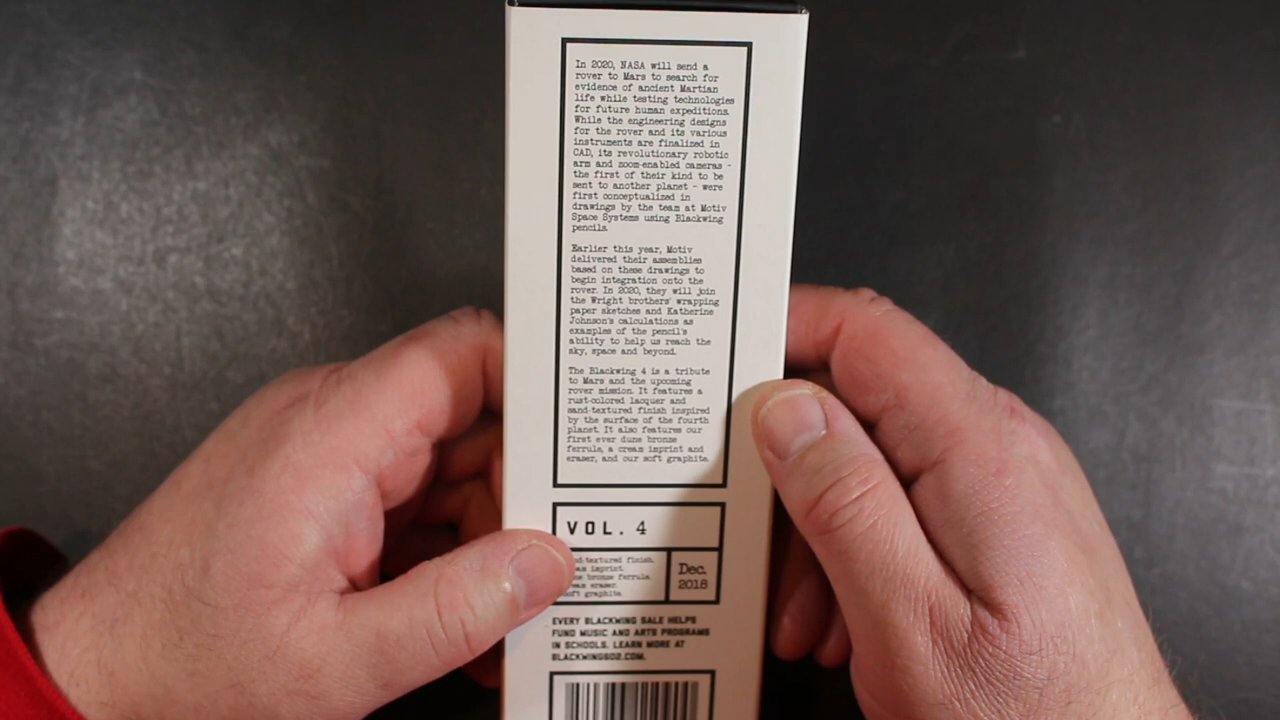 In 2020, NASA will send a
rover to Mars to search for
evidence of ancient Martian
life while testing technologies
for future human expeditions.
While the engineering designs
for the rover and its various
instruments are finalized in
CAD, its revolutionary robotic
arm and zoom-enabled cameras -
the first of their kind to be
sent to another planet - were
first conceptualized in
drawings by the team at Motiv
Space Systems using Blackwing
pencils.
Earlier this year, Motiv
delivered their assemblies
based on these drawings to
begin integration onto the
rover. In 2020, they will join
the Wright brothers' wrapping
paper sketches and Katherine
Johnson's calculations as
examples of the pencil's
ability to help us reach the
sky, space and beyond.
The Blackwing 4 is a tribute
to Mars and the upcoming
rover mission. It features a
rust-colored lacquer and
sand-textured finish inspired
by the surface of the fourth
planet. It also features our
first ever dune bronze
ferrule, a cream imprint and
eraser, and our soft graphite.
VOL. 4
textured finish.
imprint.
bronze ferrule.
eraser.
soft graphite.
Dec.
2018
EVERY BLACKWING SALE HELPS
FUND MUSIC AND ARTS PROGRAMS
IN SCHOOLS. LEARN MORE AT
BLACKWING602.COM.